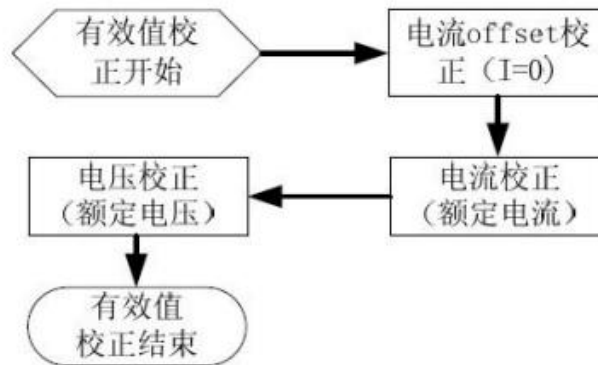 有效值校
正开始
电流offset校
正（I=0）
电流校正
（额定电流）
电压校正
（额定电压）
有效值
校正结束